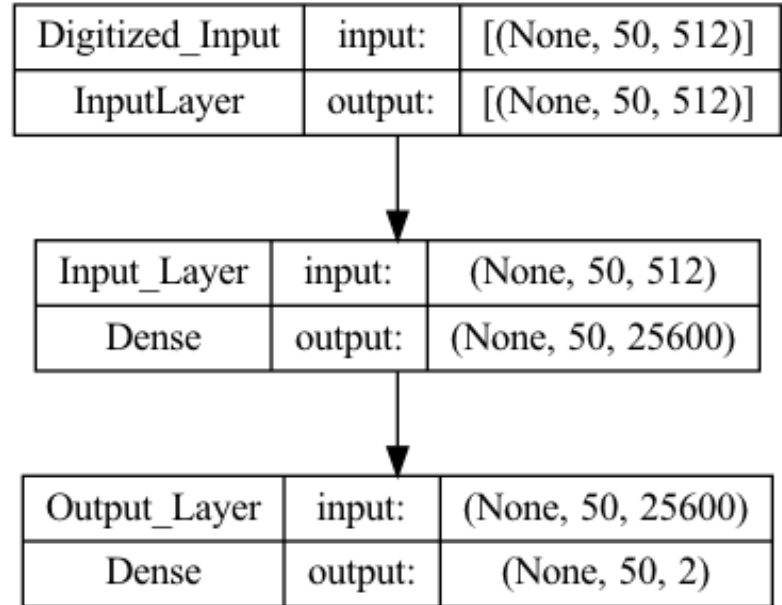 Digitized_Input input: [(None, 50, 512)]
InputLayer output: [(None, 50, 512)]
Input_Layer input: (None, 50, 512)
Dense output: (None, 50, 25600)
Output_Layer input: (None, 50, 25600)
Dense output: (None, 50, 2)